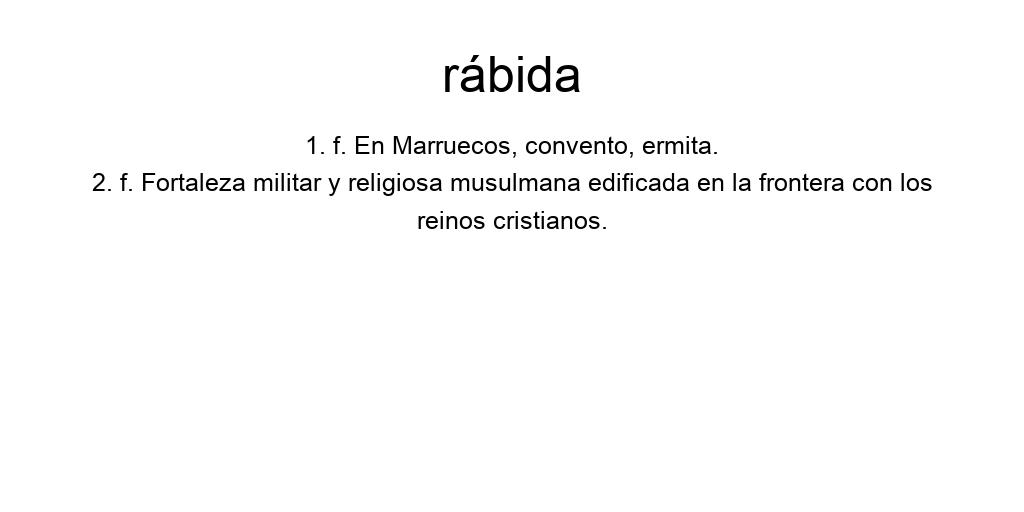 rábida
1. f. En Marruecos, convento, ermita.
2. f. Fortaleza militar y religiosa musulmana edificada en la frontera con los
reinos cristianos.